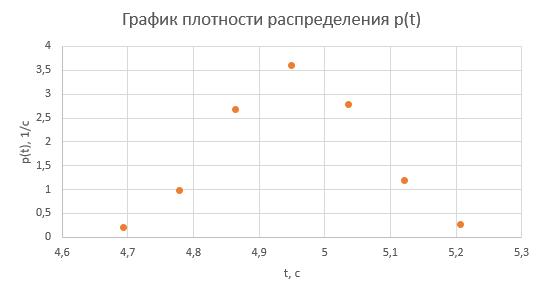 График плотности распределения p(t)
4
3,5
3
2,5
2
1,5
1
0,5
0
p(t), 1/с
4,6 4,7 4,8 4,9 5 5,1 5,2 5,3
t, с